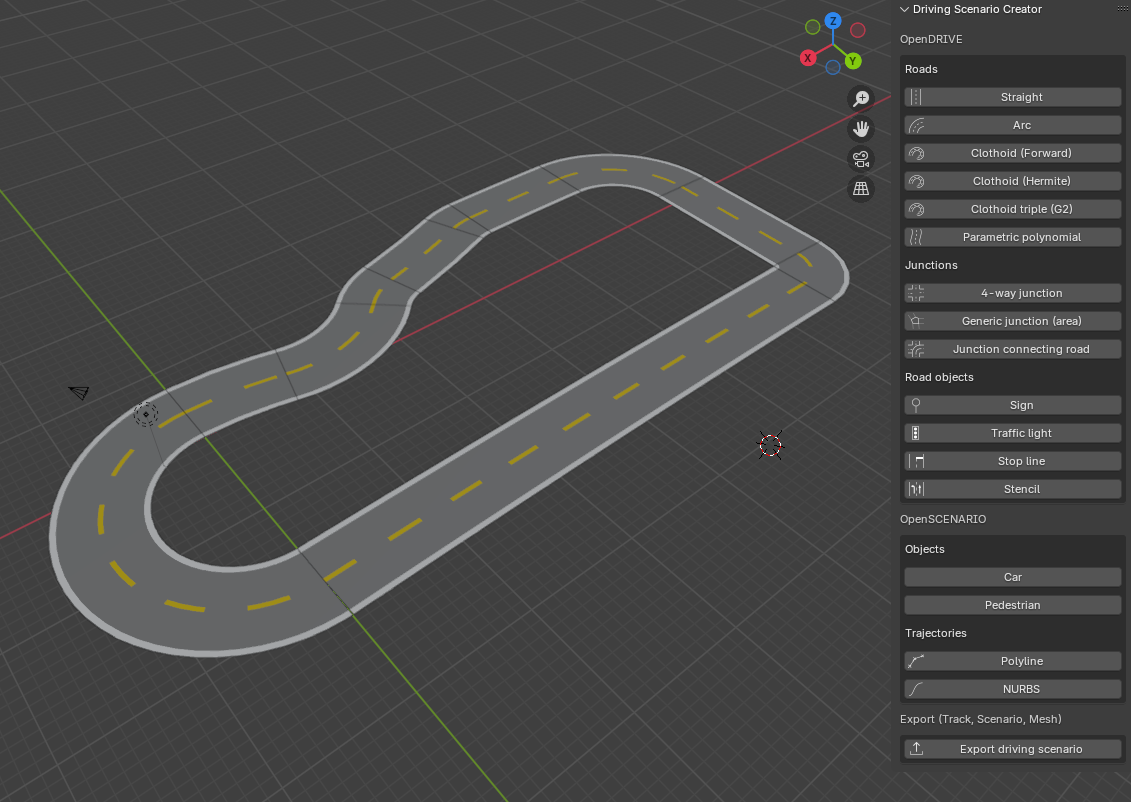 Driving Scenario Creator
Z
X
Y
OpenDRIVE
Roads
Straight
Arc
Clothoid (Forward)
Clothoid (Hermite)
Clothoid triple (G2)
Parametric polynomial
Junctions
4-way junction
Generic junction (area)
Junction connecting road
Road objects
Sign
Traffic light
Stop line
Stencil
OpenSCENARIO
Objects
Car
Pedestrian
Trajectories
Polyline
NURBS
Export (Track, Scenario, Mesh)
Export driving scenario